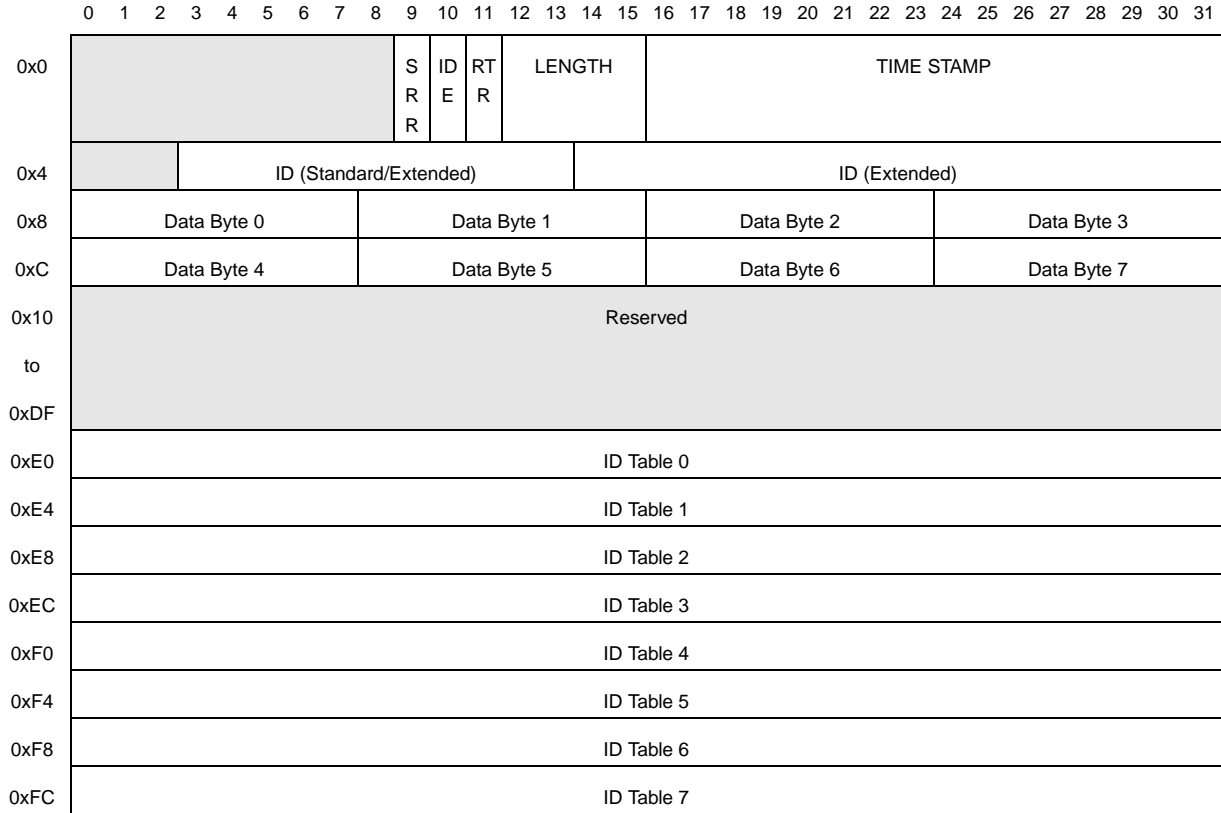 0 1 2 3 4 5 6 7 8 9 10 11 12 13 14 15 16 17 18 19 20 21 22 23 24 25 26 27 28 29 30 31
0x0 SRR IDE RTR LENGTH TIME STAMP
0x4 ID (Standard/Extended) ID (Extended)
0x8 Data Byte 0 Data Byte 1 Data Byte 2 Data Byte 3
0xC Data Byte 4 Data Byte 5 Data Byte 6 Data Byte 7
0x10 Reserved
to
0xDF
0xE0 ID Table 0
0xE4 ID Table 1
0xE8 ID Table 2
0xEC ID Table 3
0xF0 ID Table 4
0xF4 ID Table 5
0xF8 ID Table 6
0xFC ID Table 7